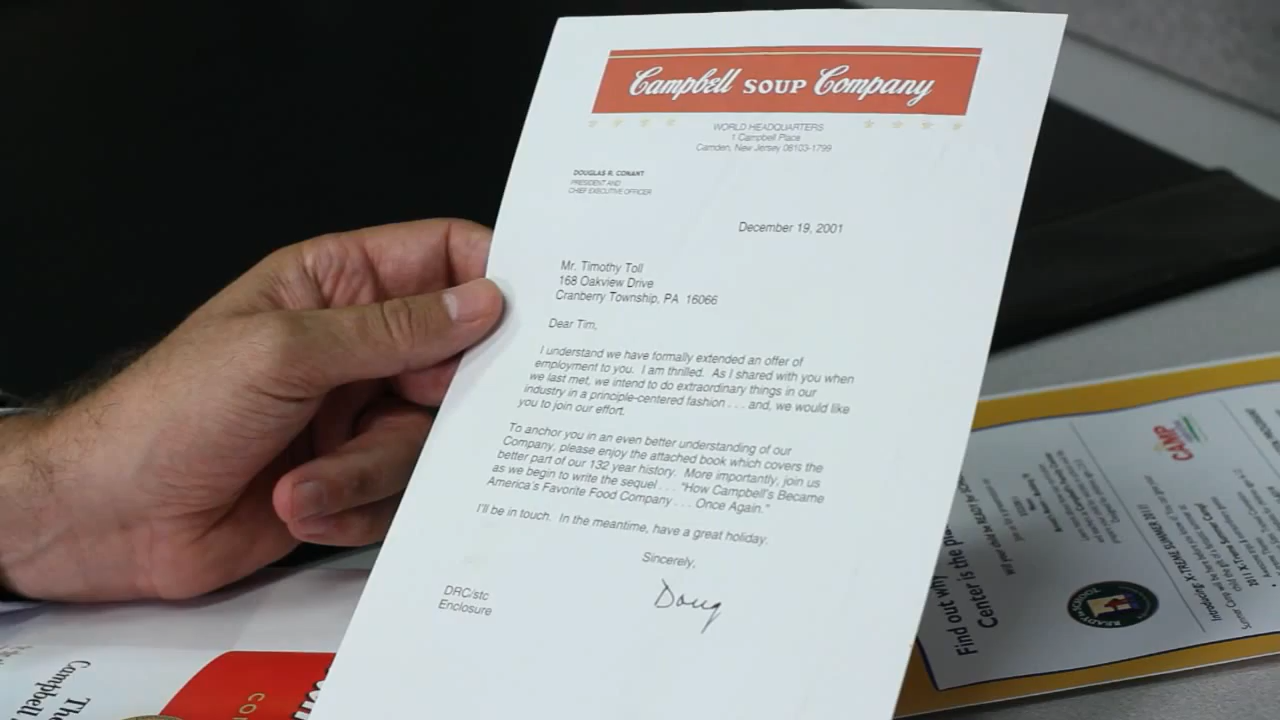 Campbell SOUP Company
WORLD HEADQUARTERS
1 Campbell Place
Camden, New Jersey 08103-1799
DOUGLAS R. CONANT
PRESIDENT AND
CHIEF EXECUTIVE OFFICER
December 19, 2001
Mr. Timothy Toll
168 Oakview Drive
Cranberry Township, PA 16066
Dear Tim,
I understand we have formally extended an offer of
employment to you. I am thrilled. As I shared with you when
we last met, we intend to do extraordinary things in our
industry in a principle-centered fashion . . . and, we would like
you to join our effort.
To anchor you in an even better understanding of our
Company, please enjoy the attached book which covers the
better part of our 132 year history. More importantly, join us
as we begin to write the sequel . . . "How Campbell's Became
America's Favorite Food Company . . . Once Again."
I'll be in touch. In the meantime, have a great holiday.
Sincerely,
Doug
DRC/stc
Enclosure
The
Campbell
CO
Find out why
Center is the
CAMP
Introducing: X-TREME SUMMER 2011!